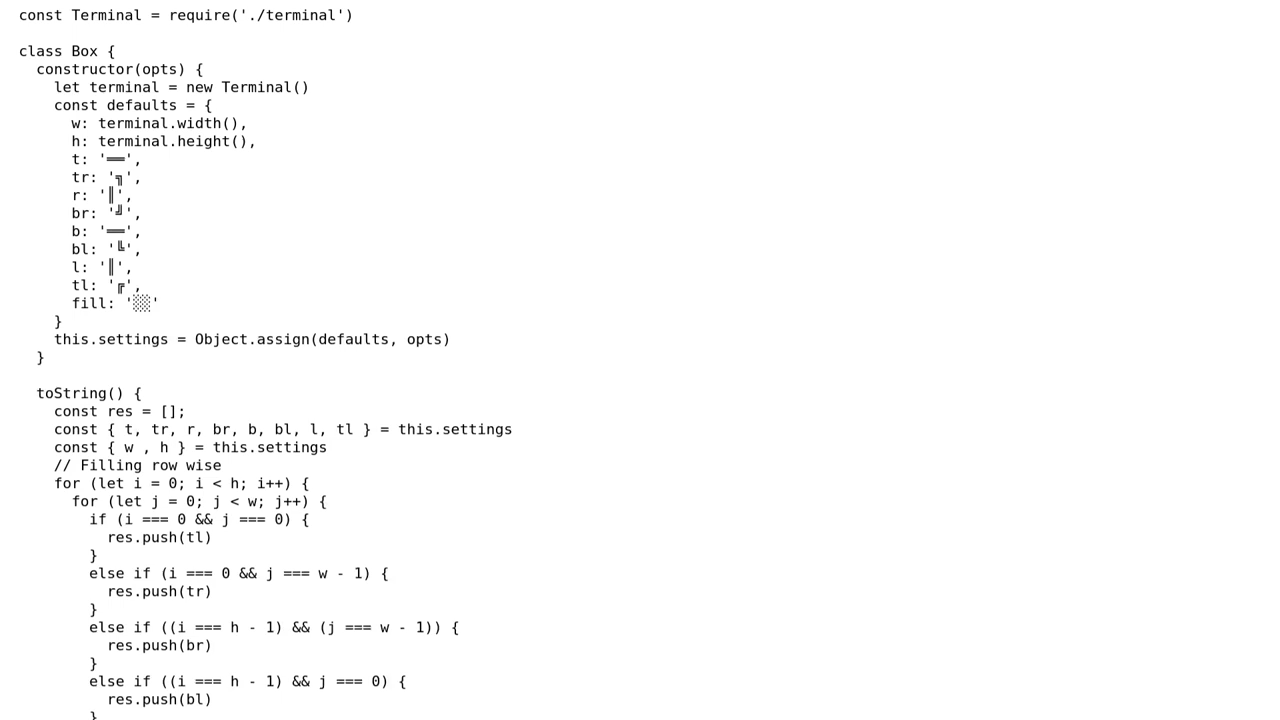 const Terminal = require('./terminal')

class Box {
  constructor(opts) {
    let terminal = new Terminal()
    const defaults = {
      w: terminal.width(),
      h: terminal.height(),
      t: '══',
      tr: '╗',
      r: '║',
      br: '╝',
      b: '══',
      bl: '╚',
      l: '║',
      tl: '╔',
      fill: '░░'
    }
    this.settings = Object.assign(defaults, opts)
  }

  toString() {
    const res = [];
    const { t, tr, r, br, b, bl, l, tl } = this.settings
    const { w , h } = this.settings
    // Filling row wise
    for (let i = 0; i < h; i++) {
      for (let j = 0; j < w; j++) {
        if (i === 0 && j === 0) {
          res.push(tl)
        }
        else if (i === 0 && j === w - 1) {
          res.push(tr)
        }
        else if ((i === h - 1) && (j === w - 1)) {
          res.push(br)
        }
        else if ((i === h - 1) && j === 0) {
          res.push(bl)
        }